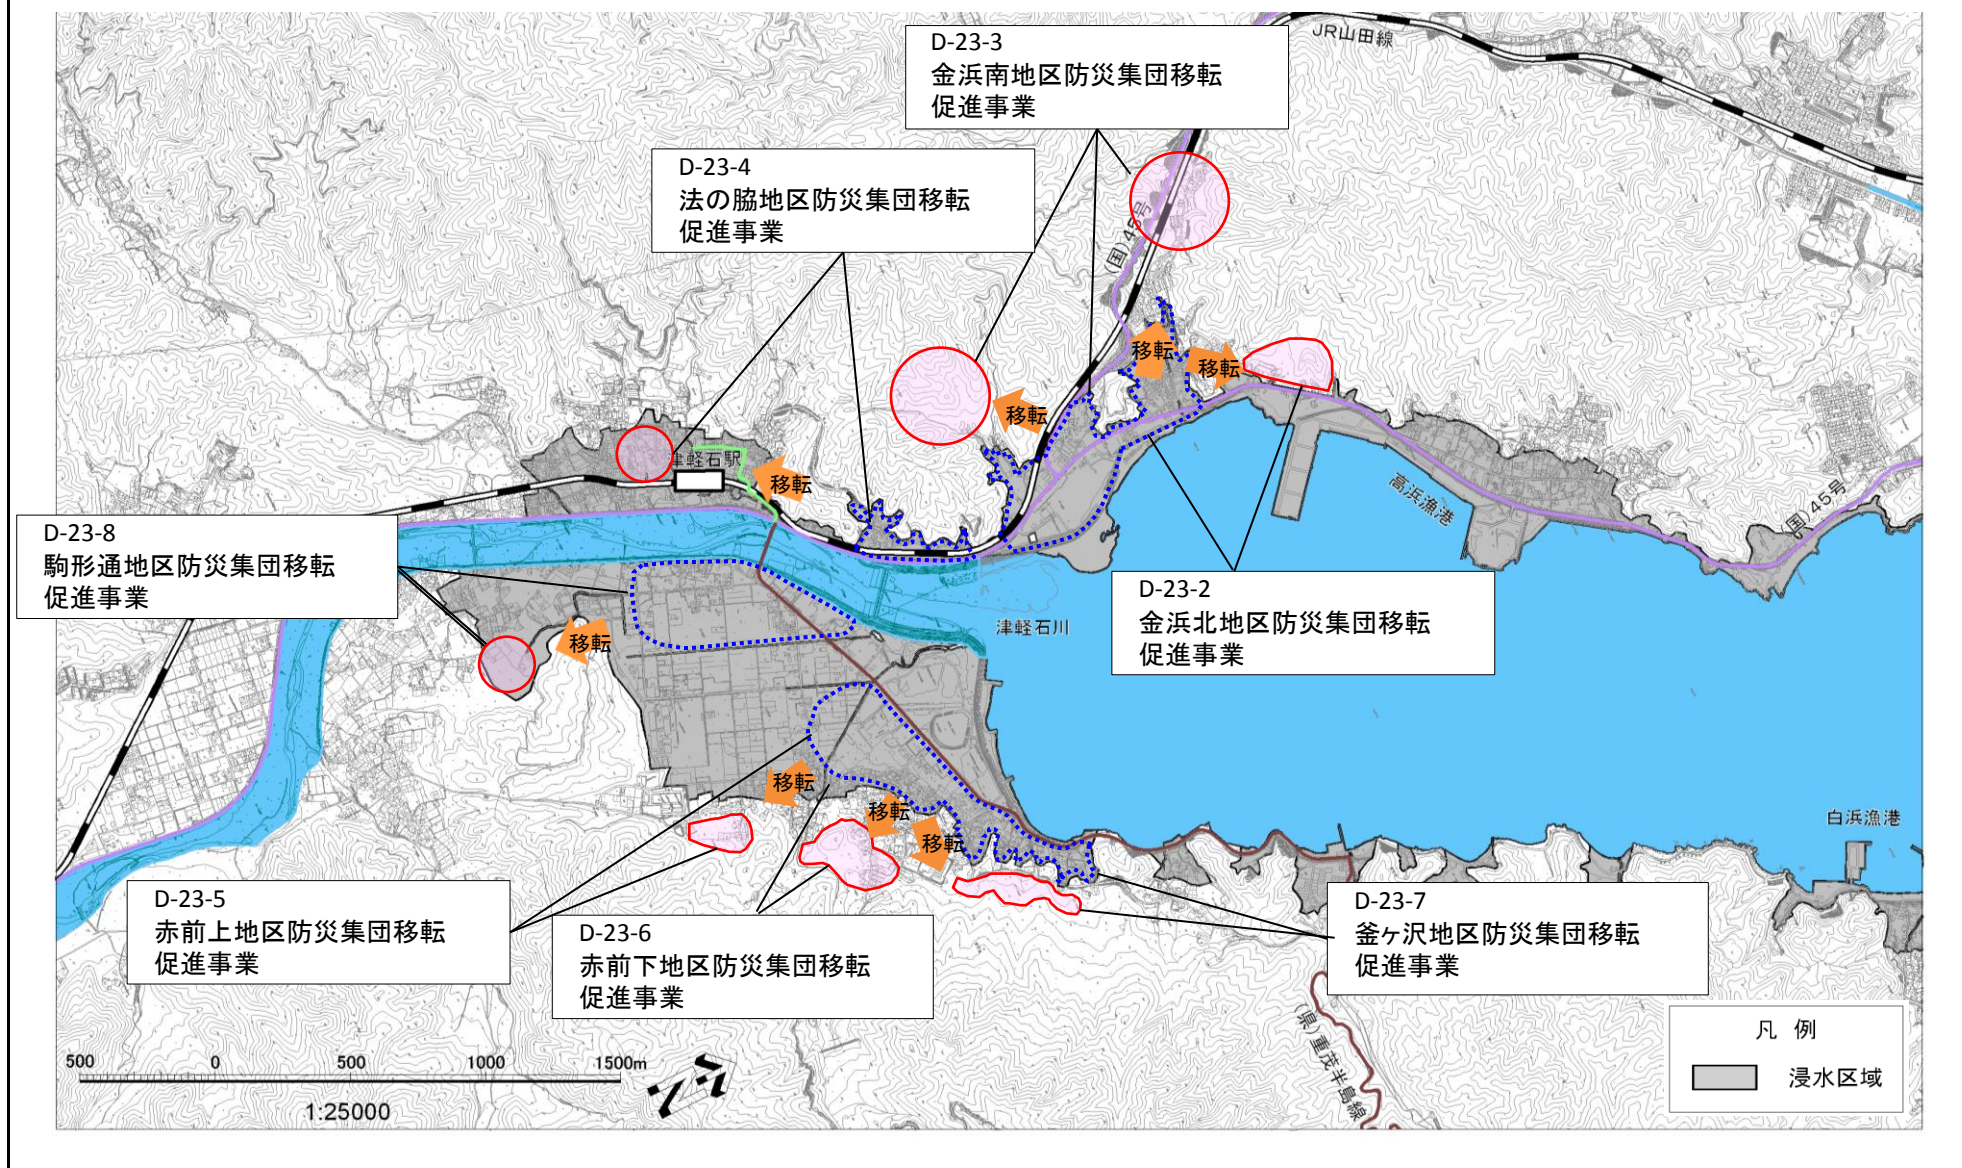 JR山田線
D-23-3
金浜南地区防災集団移転
促進事業
D-23-4
法の脇地区防災集団移転
促進事業
(国)45号
移転
移転
移転
津軽石駅
移転
高浜漁港
(国)45号
D-23-8
駒形通地区防災集団移転
促進事業
D-23-2
金浜北地区防災集団移転
促進事業
津軽石川
移転
移転
移転
移転
白浜漁港
D-23-5
赤前上地区防災集団移転
促進事業
D-23-6
赤前下地区防災集団移転
促進事業
D-23-7
釜ヶ沢地区防災集団移転
促進事業
(県)重茂半島線
凡 例
浸水区域
500 0 500 1000 1500m
1:25000